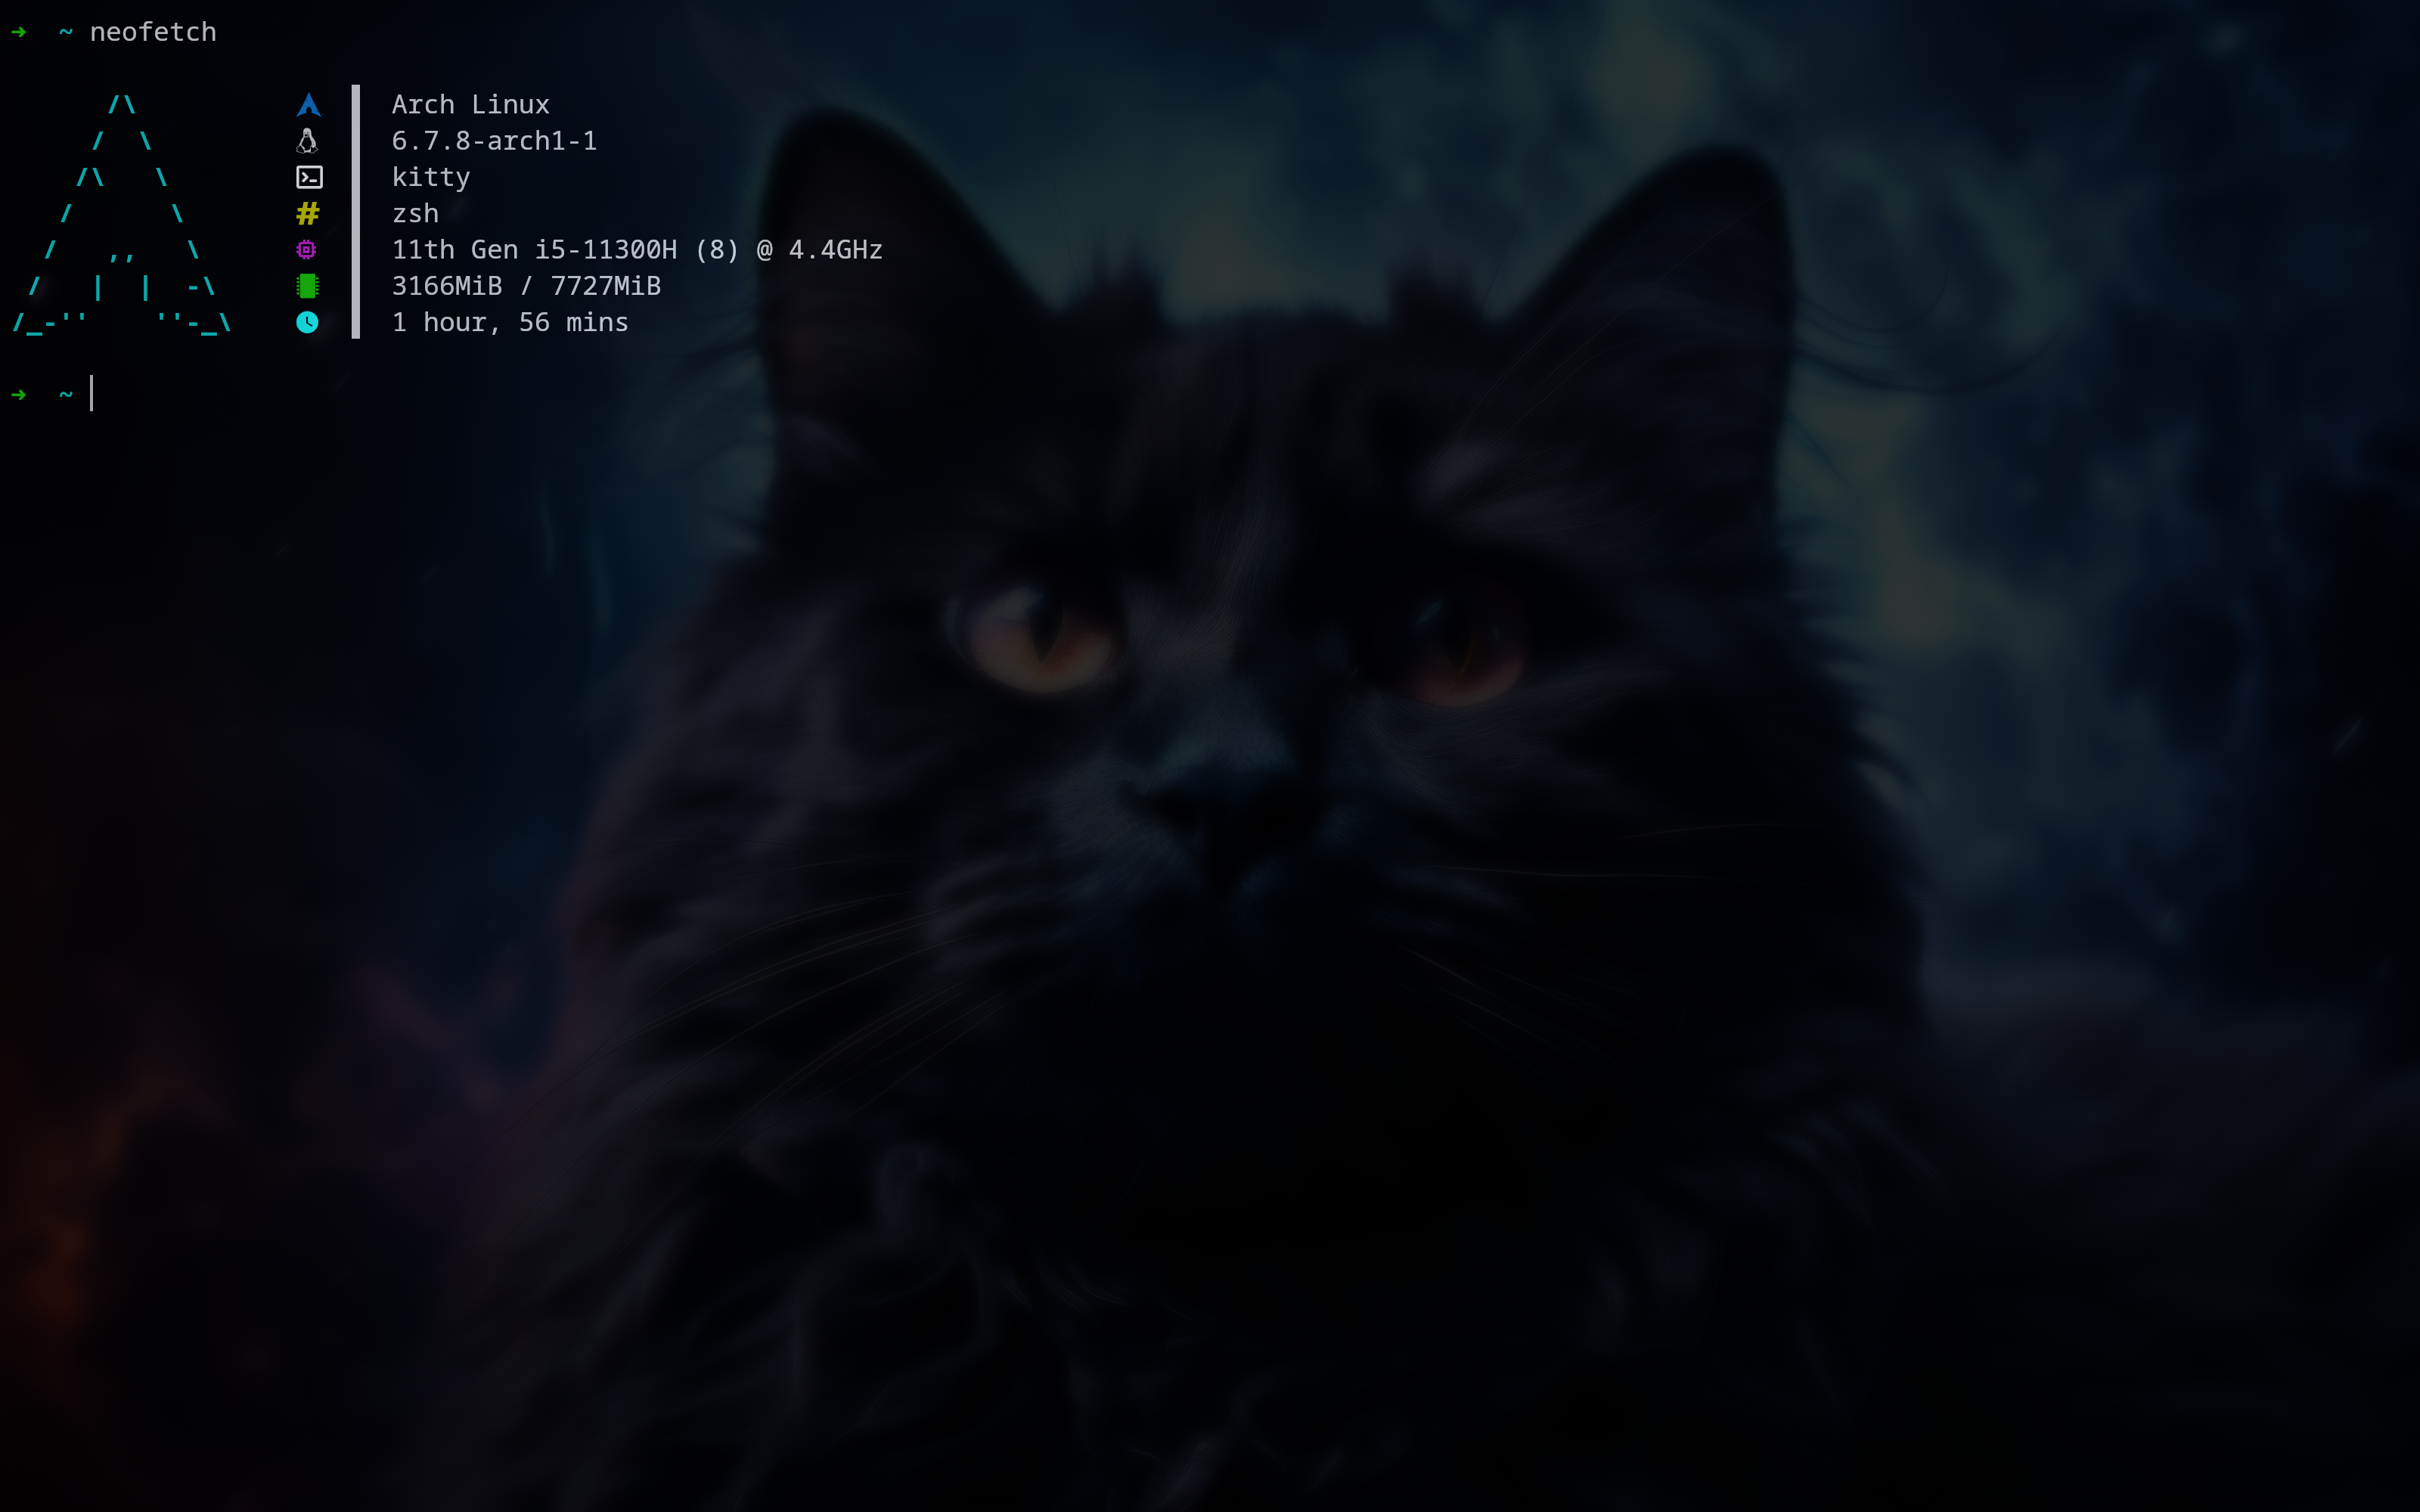 ➜  ~ neofetch
       /\
      /  \
     /\   \
    /      \
   /   ,,   \
  /   |  |  -\
 /_-''    ''-_\
Arch Linux
6.7.8-arch1-1
kitty
zsh
11th Gen i5-11300H (8) @ 4.4GHz
3166MiB / 7727MiB
1 hour, 56 mins
➜  ~